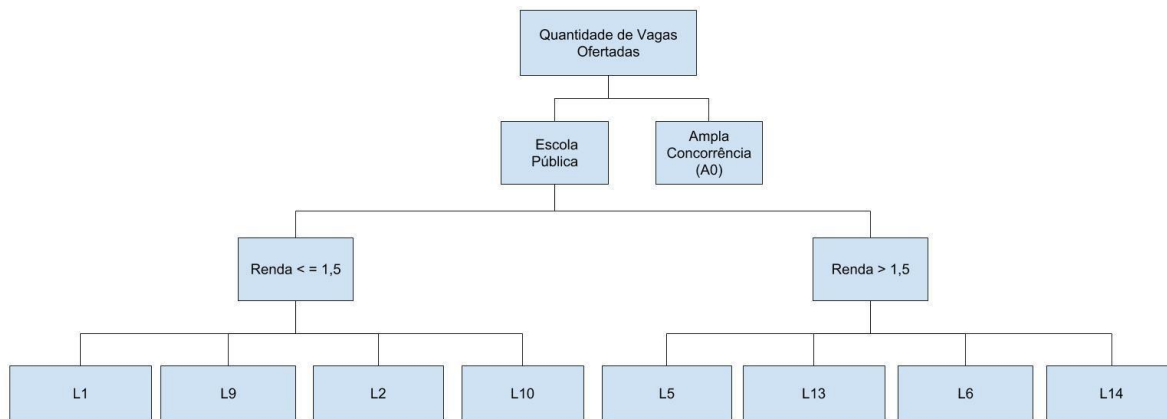 Quantidade de Vagas
Ofertadas
Escola
Pública
Ampla
Concorrência
(A0)
Renda < = 1,5
Renda > 1,5
L1
L9
L2
L10
L5
L13
L6
L14